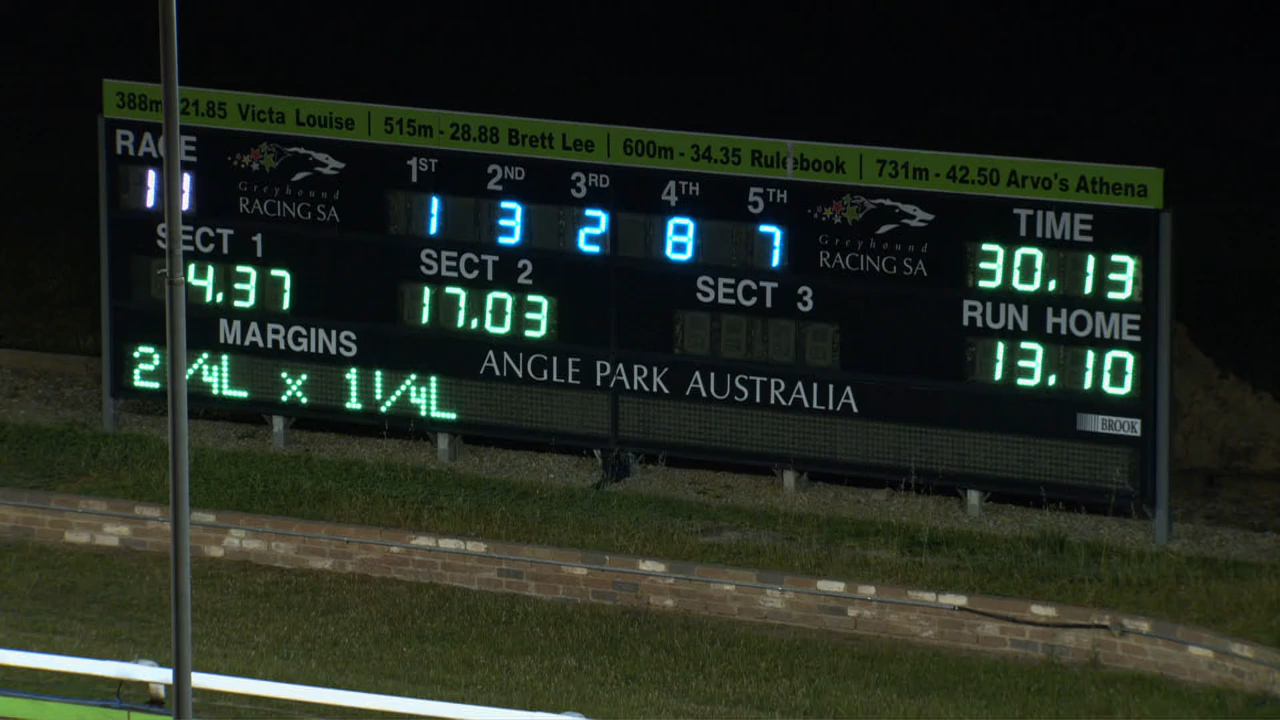 388m 21.85 Victa Louise | 515m - 28.88 Brett Lee | 600m - 34.35 Rulebook | 731m - 42.50 Arvo's Athena
RACE 1ST 2ND 3RD 4TH 5TH TIME
11 Greyhound RACING SA 1 3 2 8 7 Greyhound RACING SA 30.13
SECT 1 SECT 2 SECT 3 RUN HOME
4.37 17.03 13.10
MARGINS ANGLE PARK AUSTRALIA
2 /4L x 1 1/4L
BROOK